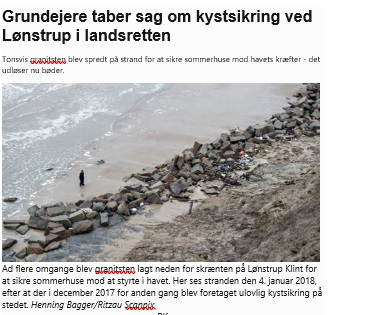 Grundejere taber sag om kystsikring ved
Lønstrup i landsretten
Tonsvis granitsten blev spredt på strand for at sikre sommerhuse mod havets kræfter - det
udløser nu bøder.
Ad flere omgange blev granitsten lagt neden for skrænten på Lønstrup Klint for
at sikre sommerhuse mod at styrte i havet. Her ses stranden d. 4. januar 2018,
efter at der i december 2017 for anden gang blev foretaget ulovlig kystsikring på
stedet. Henning Bagger/Ritzau Scanpix.